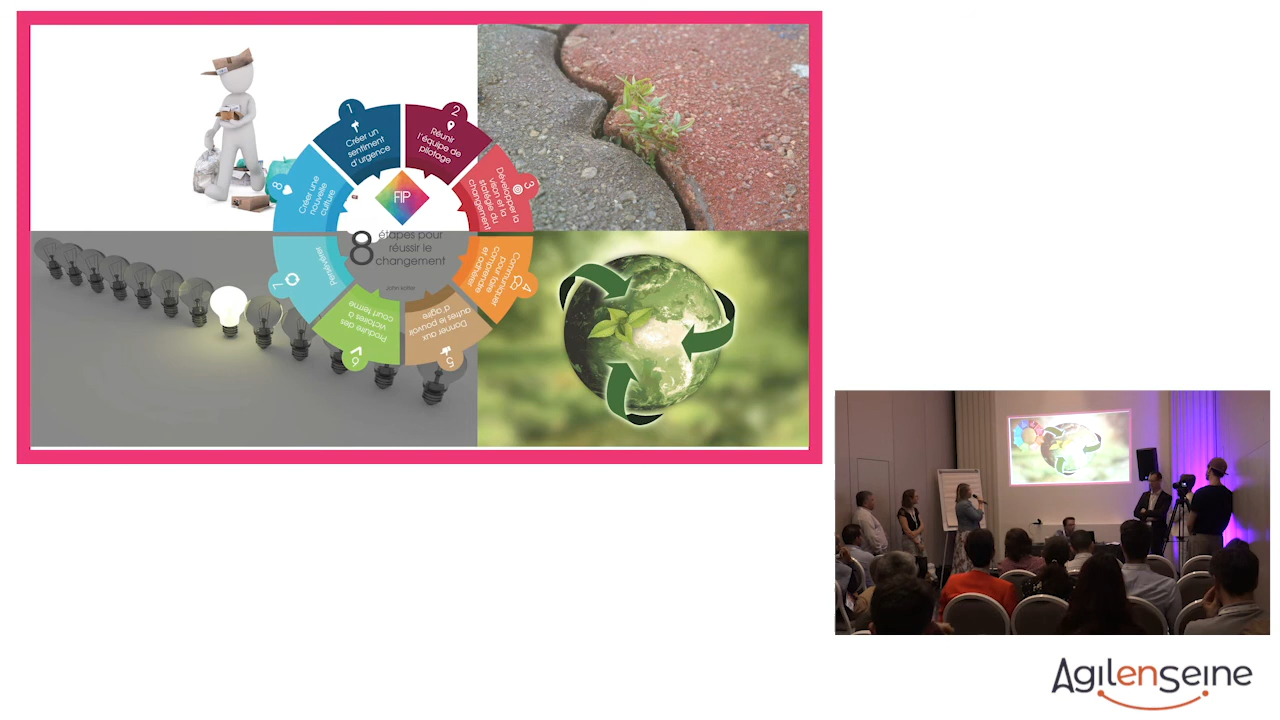 1
Créer un
sentiment
d'urgence
2
Réunir
l'équipe de
pilotage
3
Développer la
vision et la
statégie du
changement
4
Communiquer
pour faire
comprendre
et adhérer
5
Donner aux
autres le pouvoir
d'agire
6
Produire des
victoires à
court terme
7
Persévérer
8
Créer une
nouvelle
culture
FIP
8 étapes pour
réussir le
changement
John Kotter
Agilenseine